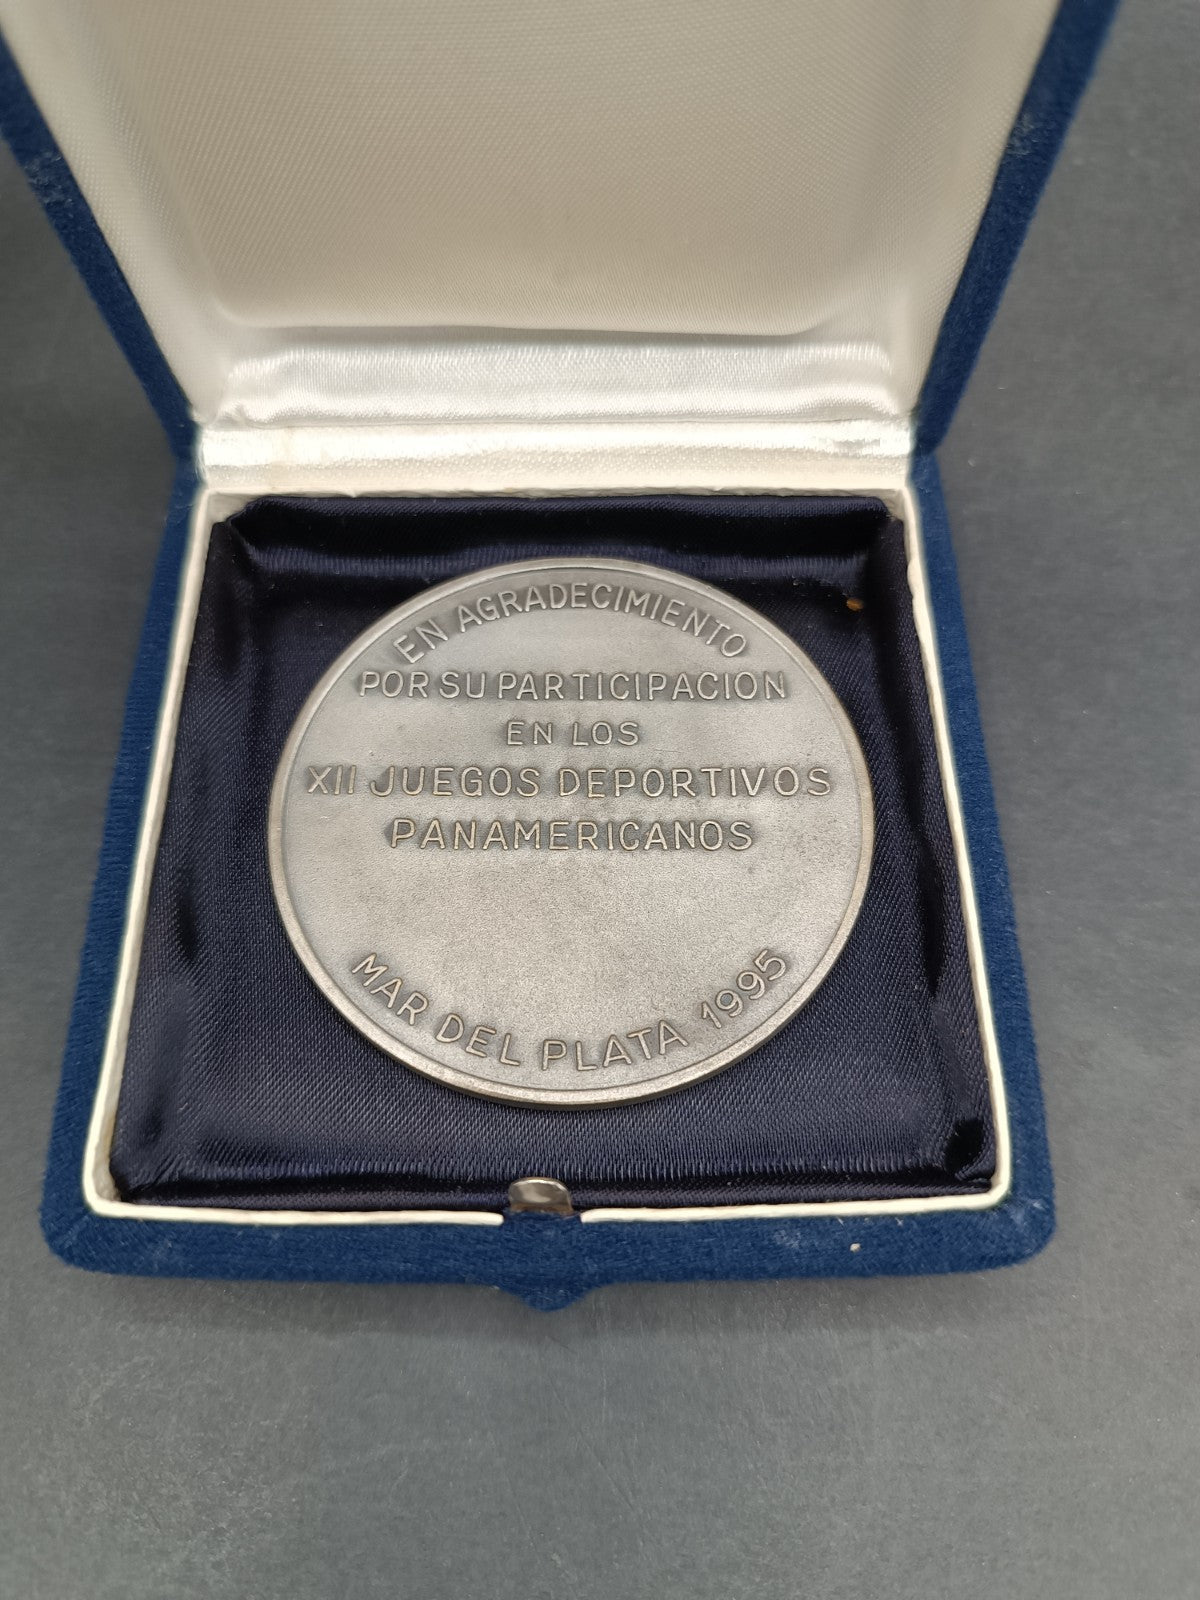 EN AGRADECIMIENTO
POR SU PARTICIPACION
EN LOS
XII JUEGOS DEPORTIVOS
PANAMERICANOS
MAR DEL PLATA 1995